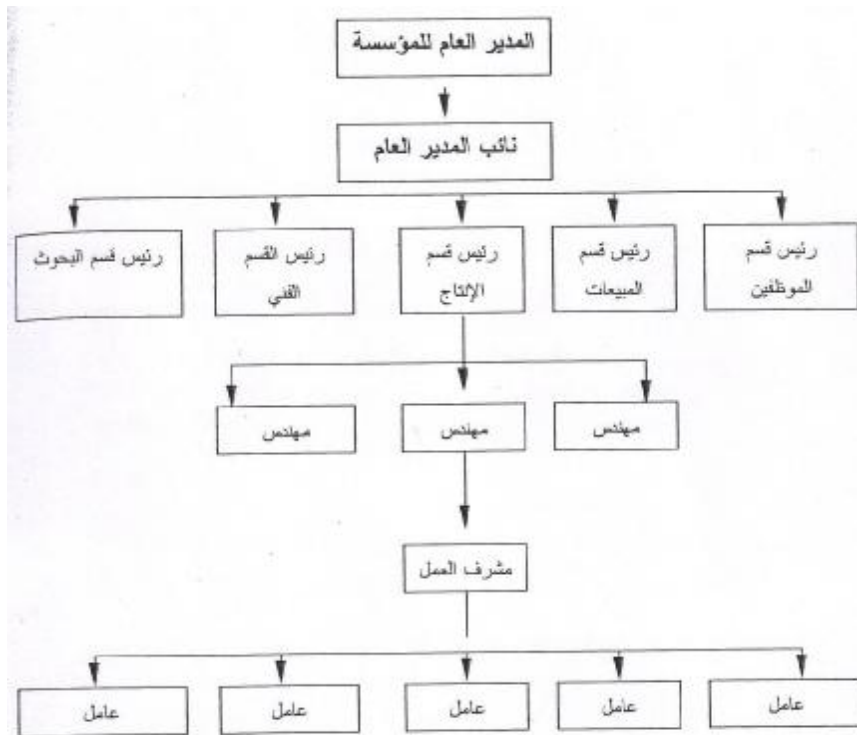 المدير العام للمؤسسة
نائب المدير العام
رئيس قسم
الموظفين
رئيس قسم
المبيعات
رئيس قسم
الإنتاج
رئيس القسم
الفني
رئيس قسم البحوث
مهندس
مهندس
مهندس
مشرف العمل
عامل
عامل
عامل
عامل
عامل